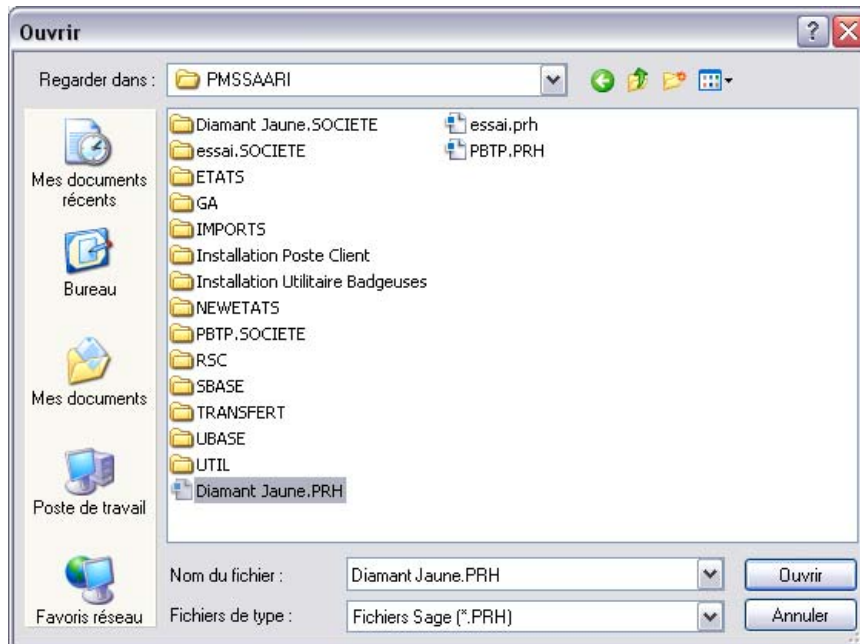 Ouvrir
Regarder dans :
PMSSAARI
Mes documents
récents
Bureau
Mes documents
Poste de travail
Favoris réseau
Diamant Jaune.SOCIETE
essai.SOCIETE
ETATS
GA
IMPORTS
Installation Poste Client
Installation Utilitaire Badgeuses
NEWETATS
PBTP.SOCIETE
RSC
SBASE
TRANSFERT
UBASE
UTIL
Diamant Jaune.PRH
essai.prh
PBTP.PRH
Nom du fichier :
Diamant Jaune.PRH
Ouvrir
Fichiers de type :
Fichiers Sage (*.PRH)
Annuler